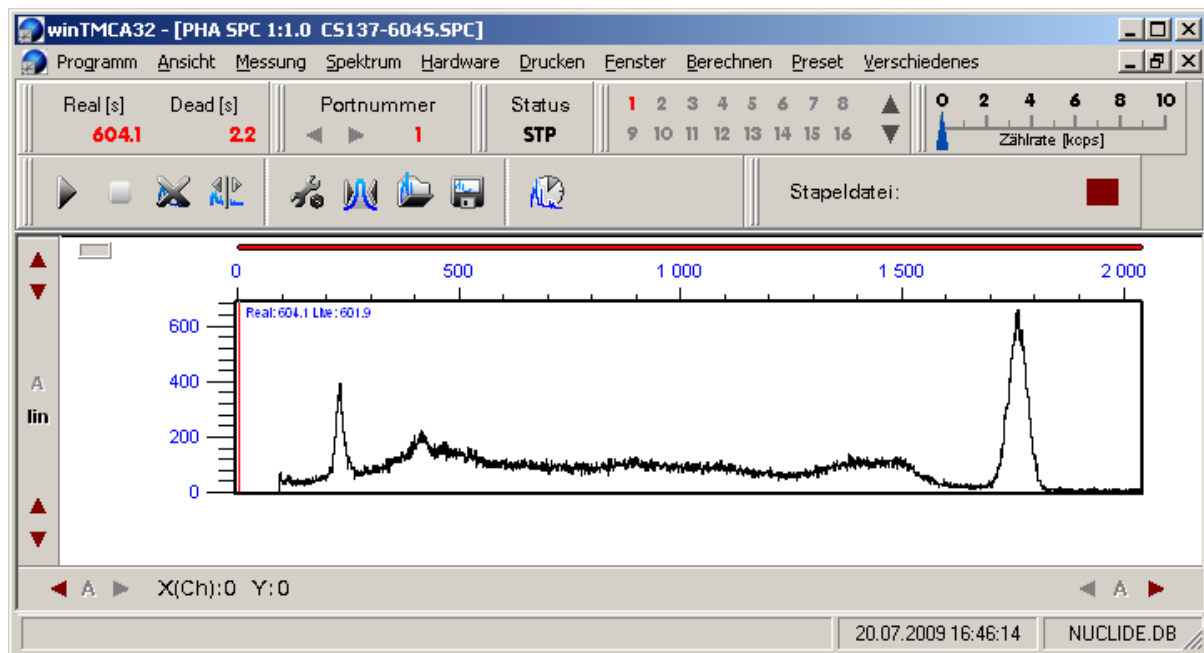 winTMCA32 - [PHA SPC 1:1.0 CS137-604S.SPC]
Programm Ansicht Messung Spektrum Hardware Drucken Fenster Berechnen Preset Verschiedenes
Real [s] Dead [s] Portnummer Status 1 2 3 4 5 6 7 8 0 2 4 6 8 10
604.1 2.2 1 STP 9 10 11 12 13 14 15 16 Zählrate [kcps]
Stapeldatei:
0 500 1 000 1 500 2 000
Real: 604.1 Live: 601.9
600
400
200
0
A
lin
A X(Ch):0 Y:0 A
20.07.2009 16:46:14 NUCLIDE.DB